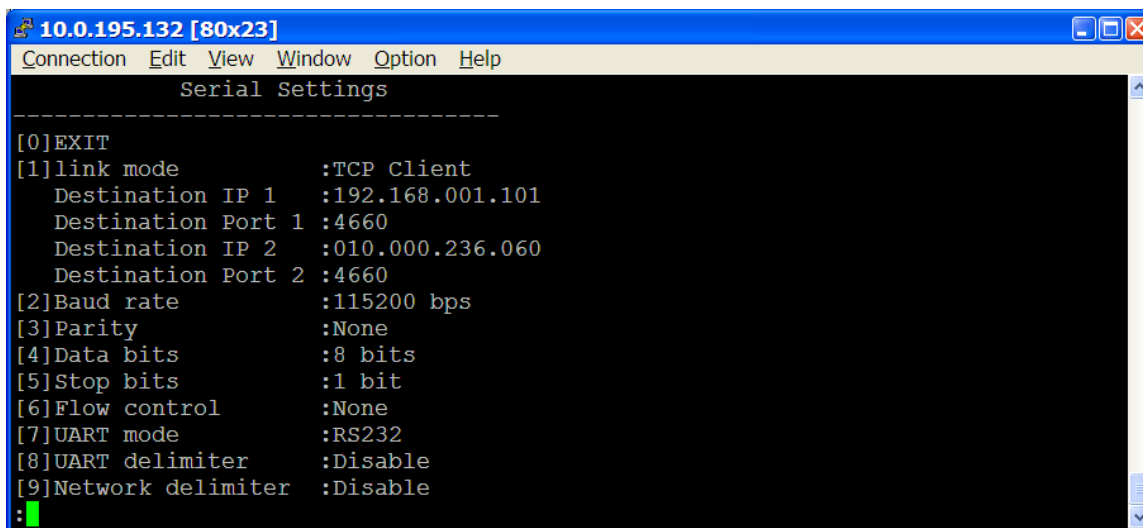 10.0.195.132 [80x23]
Connection Edit View Window Option Help
Serial Settings
-----------------------------------
[0]EXIT
[1]link mode :TCP Client
Destination IP 1 :192.168.001.101
Destination Port 1 :4660
Destination IP 2 :010.000.236.060
Destination Port 2 :4660
[2]Baud rate :115200 bps
[3]Parity :None
[4]Data bits :8 bits
[5]Stop bits :1 bit
[6]Flow control :None
[7]UART mode :RS232
[8]UART delimiter :Disable
[9]Network delimiter :Disable
: